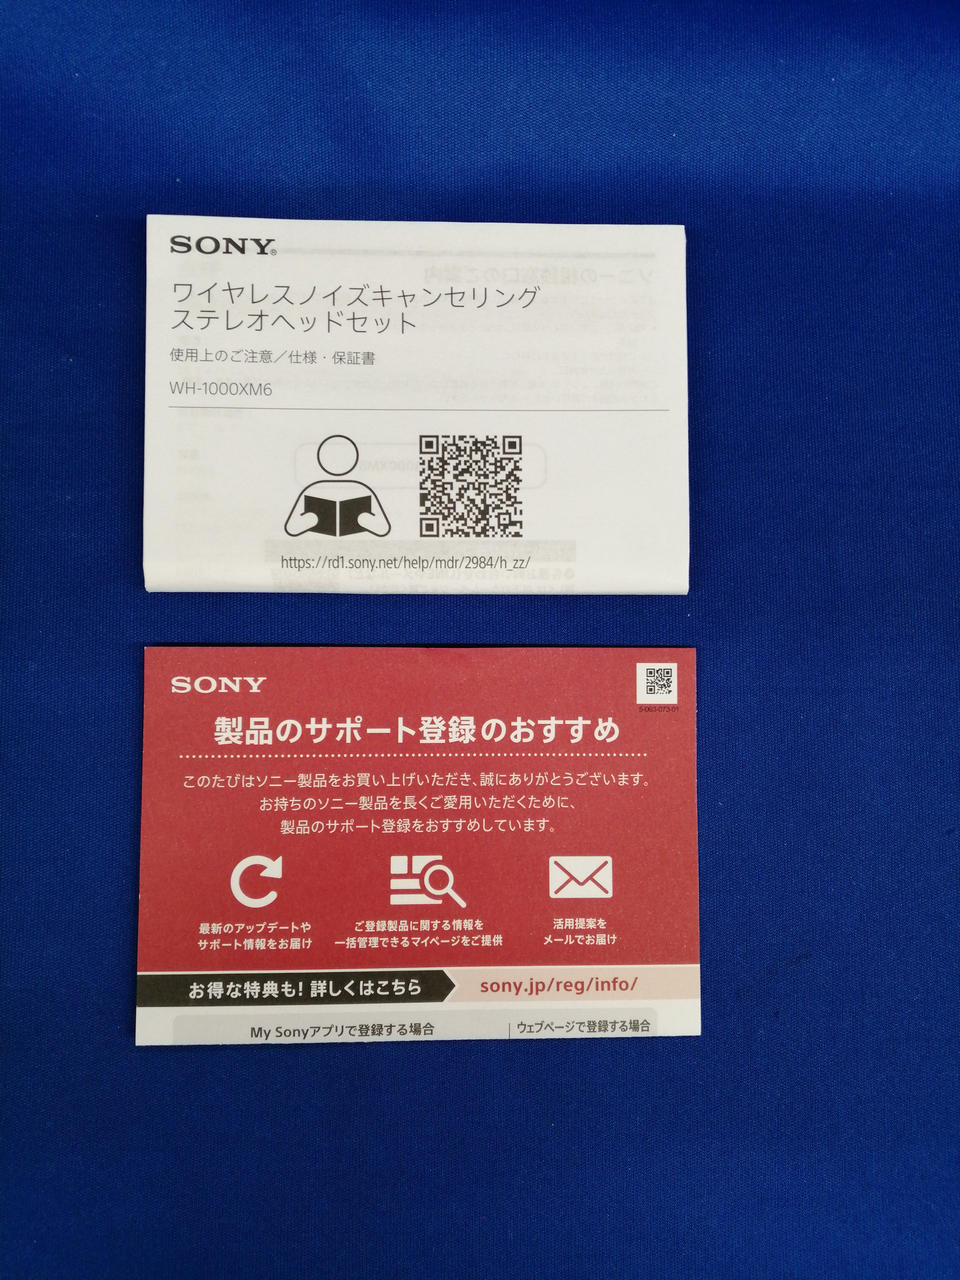 SONY®
ワイヤレスノイズキャンセリング
ステレオヘッドセット
使用上のご注意／仕様・保証書
WH-1000XM6
https://rd1.sony.net/help/mdr/2984/h_zz/
SONY
5-063-073-01
製品のサポート登録のおすすめ
このたびはソニー製品をお買い上げいただき、誠にありがとうございます。
お持ちのソニー製品を長くご愛用いただくために、
製品のサポート登録をおすすめしています。
最新のアップデートや
サポート情報をお届け
ご登録製品に関する情報を
一括管理できるマイページをご提供
活用提案を
メールでお届け
お得な特典も！詳しくはこちら
sony.jp/reg/info/
My Sonyアプリで登録する場合
ウェブページで登録する場合